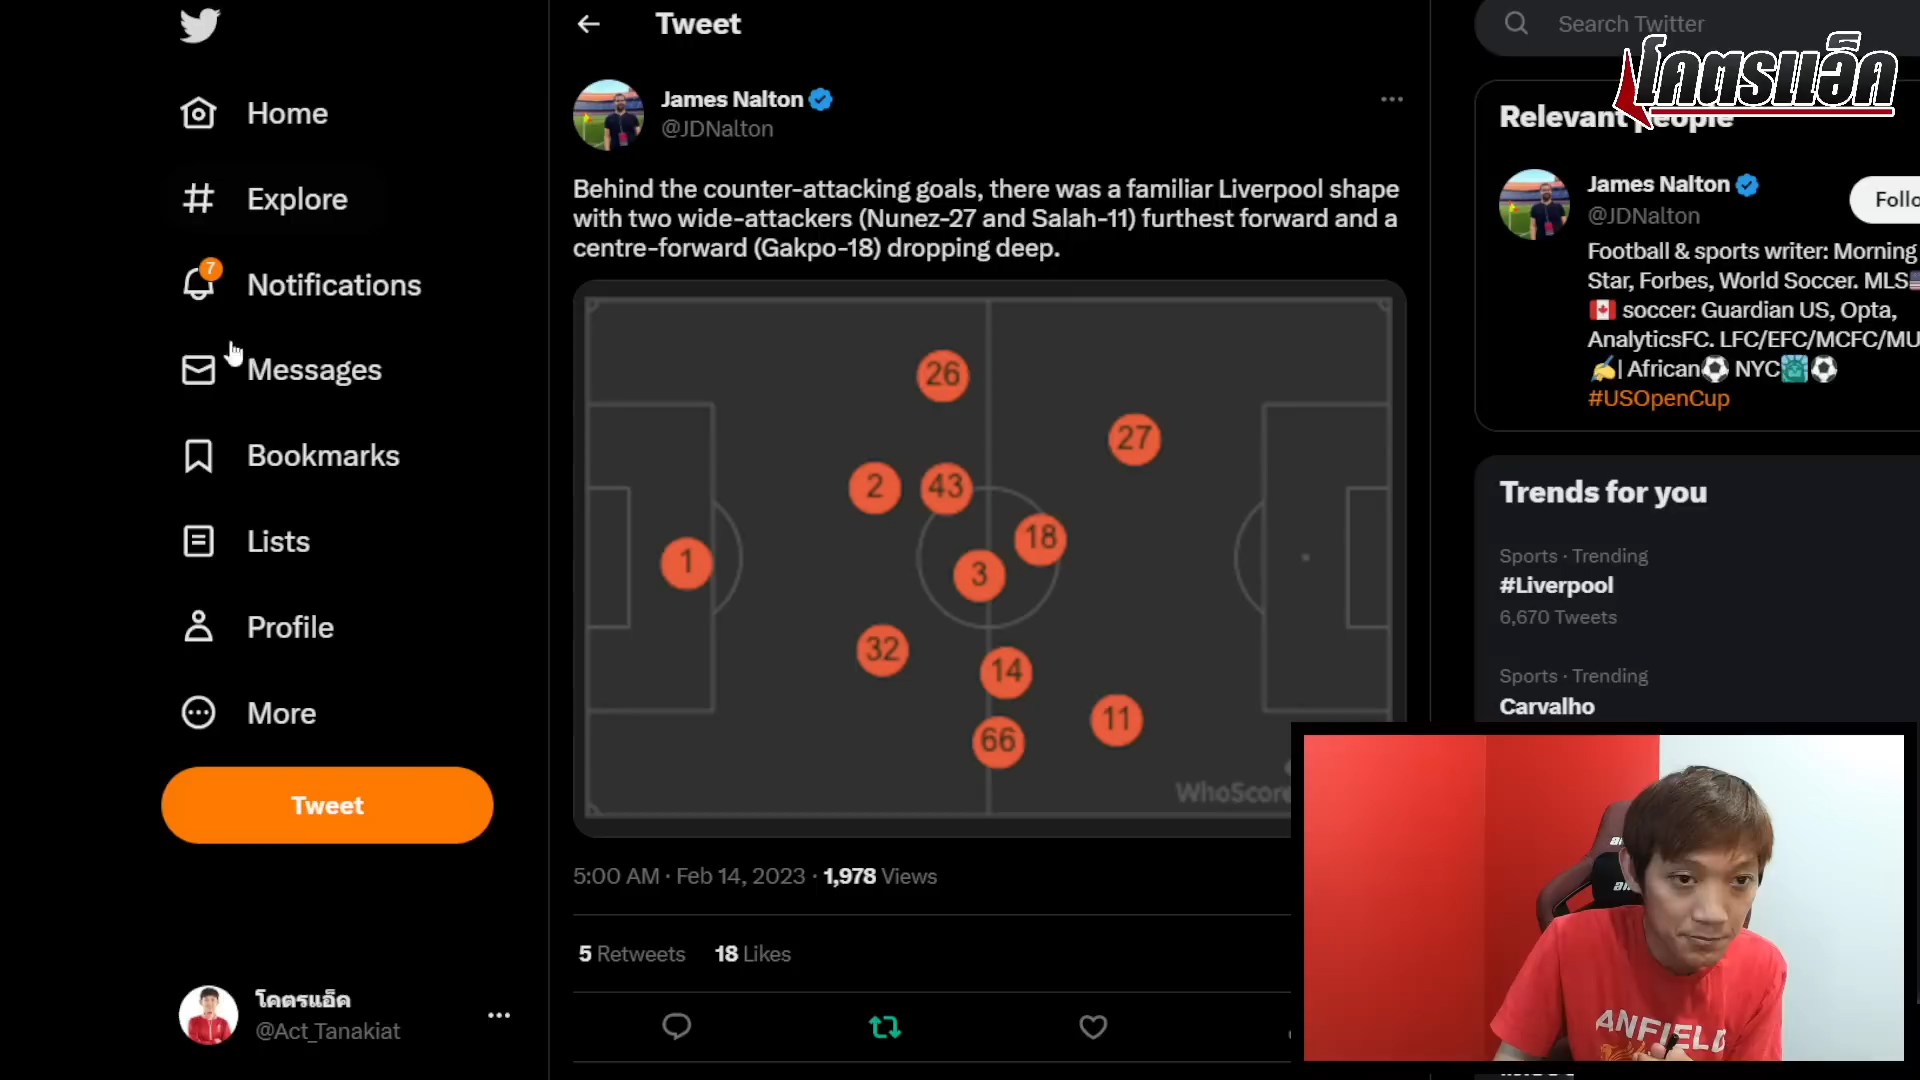 Home
Explore
7
Notifications
Messages
Bookmarks
Lists
Profile
More
Tweet
โคตรแอ็ค
@Act_Tanakiat
Tweet
James Nalton
@JDNalton
Behind the counter-attacking goals, there was a familiar Liverpool shape
with two wide-attackers (Nunez-27 and Salah-11) furthest forward and a
centre-forward (Gakpo-18) dropping deep.
26
27
2
43
18
1
3
32
14
11
66
WhoScore
5:00 AM · Feb 14, 2023 · 1,978 Views
5 Retweets 18 Likes
Search Twitter
โคตรแอ็ค
Relevant people
James Nalton
@JDNalton
Follo
Football & sports writer: Morning
Star, Forbes, World Soccer. MLS
soccer: Guardian US, Opta,
AnalyticsFC. LFC/EFC/MCFC/MU
| African⚽ NYC🗽⚽
#USOpenCup
Trends for you
Sports · Trending
#Liverpool
6,670 Tweets
Sports · Trending
Carvalho
ANFIELD